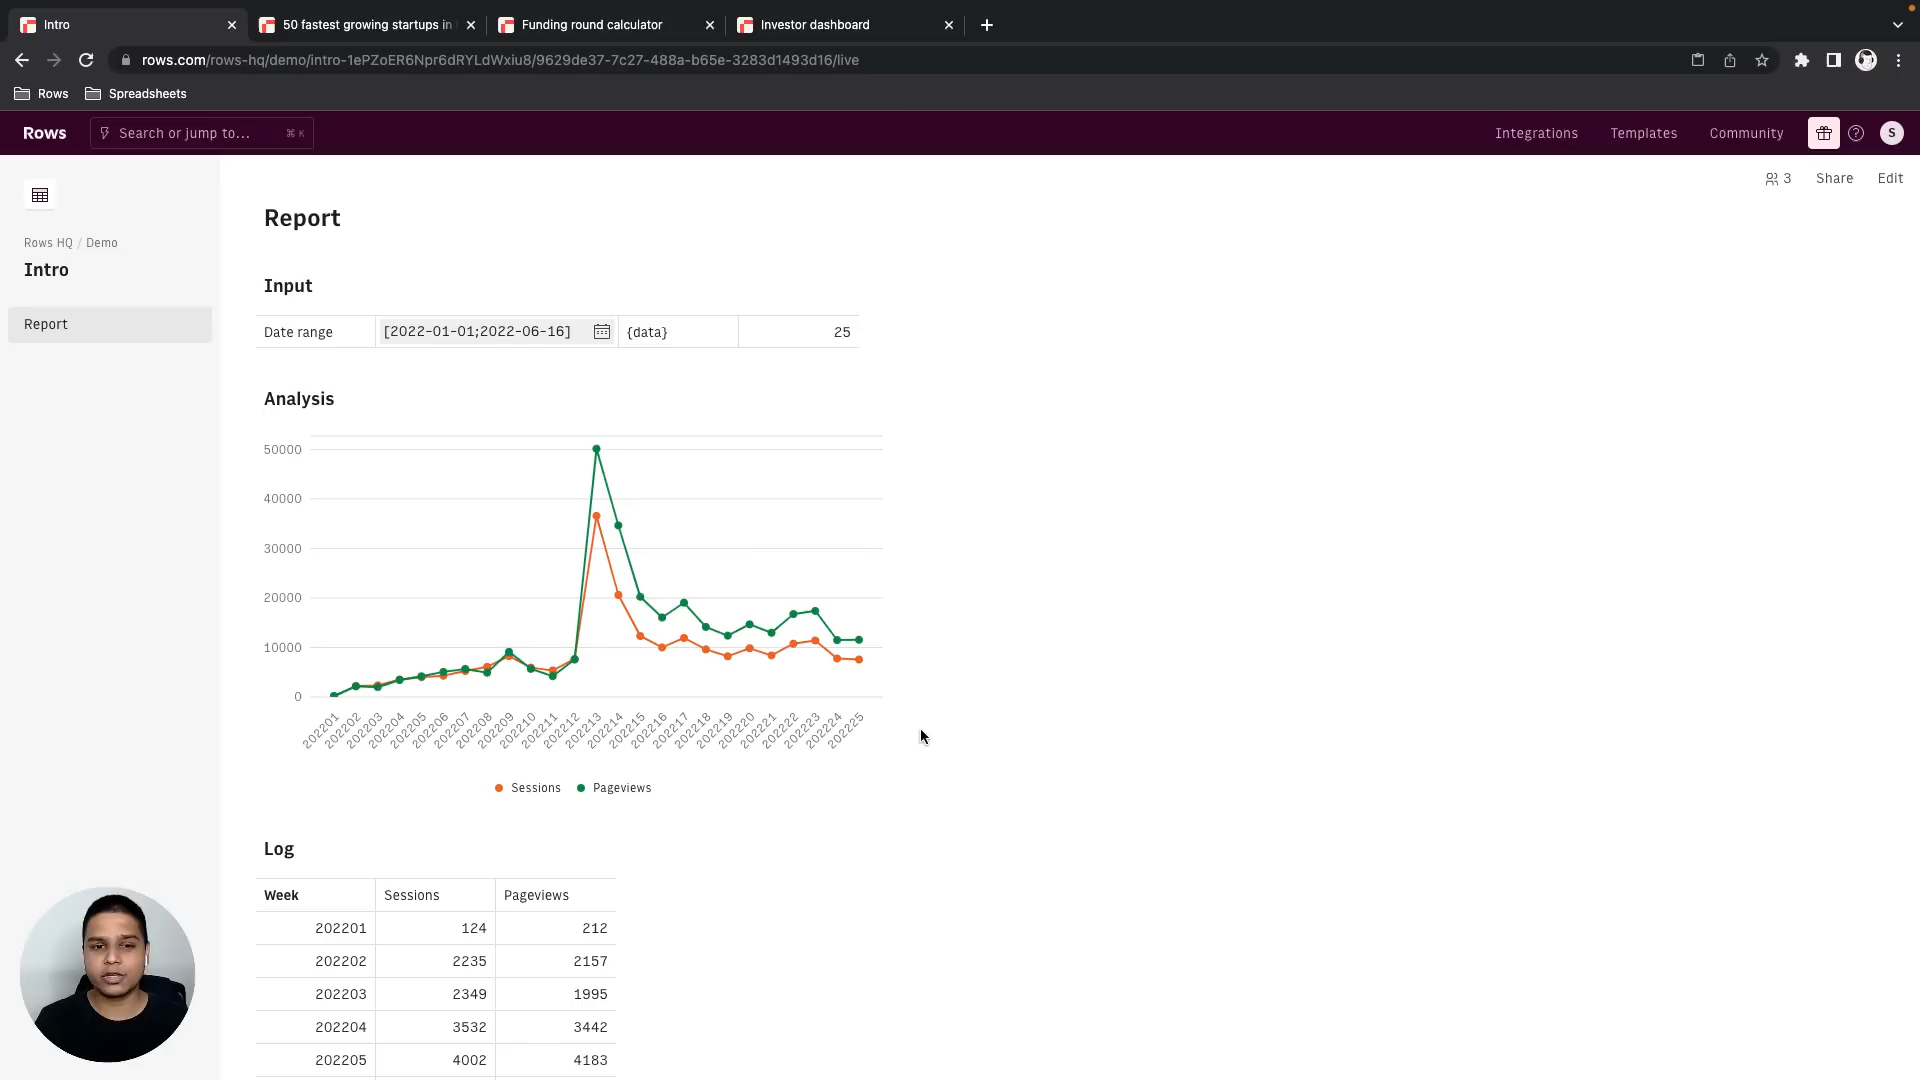 Intro
50 fastest growing startups in
Funding round calculator
Investor dashboard
rows.com/rows-hq/demo/intro-1ePZoER6Npr6dRYLdWxiu8/9629de37-7c27-488a-b65e-3283d1493d16/live
Rows Spreadsheets
Rows Search or jump to... ⌘ K Integrations Templates Community S
3 Share Edit
Rows HQ / Demo
Intro
Report
Report
Input
Date range [2022-01-01;2022-06-16] {data} 25
Analysis
50000
40000
30000
20000
10000
0
202201 202202 202203 202204 202205 202206 202207 202208 202209 202210 202211 202212 202213 202214 202215 202216 202217 202218 202219 202220 202221 202222 202223 202224 202225
Sessions Pageviews
Log
Week Sessions Pageviews
202201 124 212
202202 2235 2157
202203 2349 1995
202204 3532 3442
202205 4002 4183